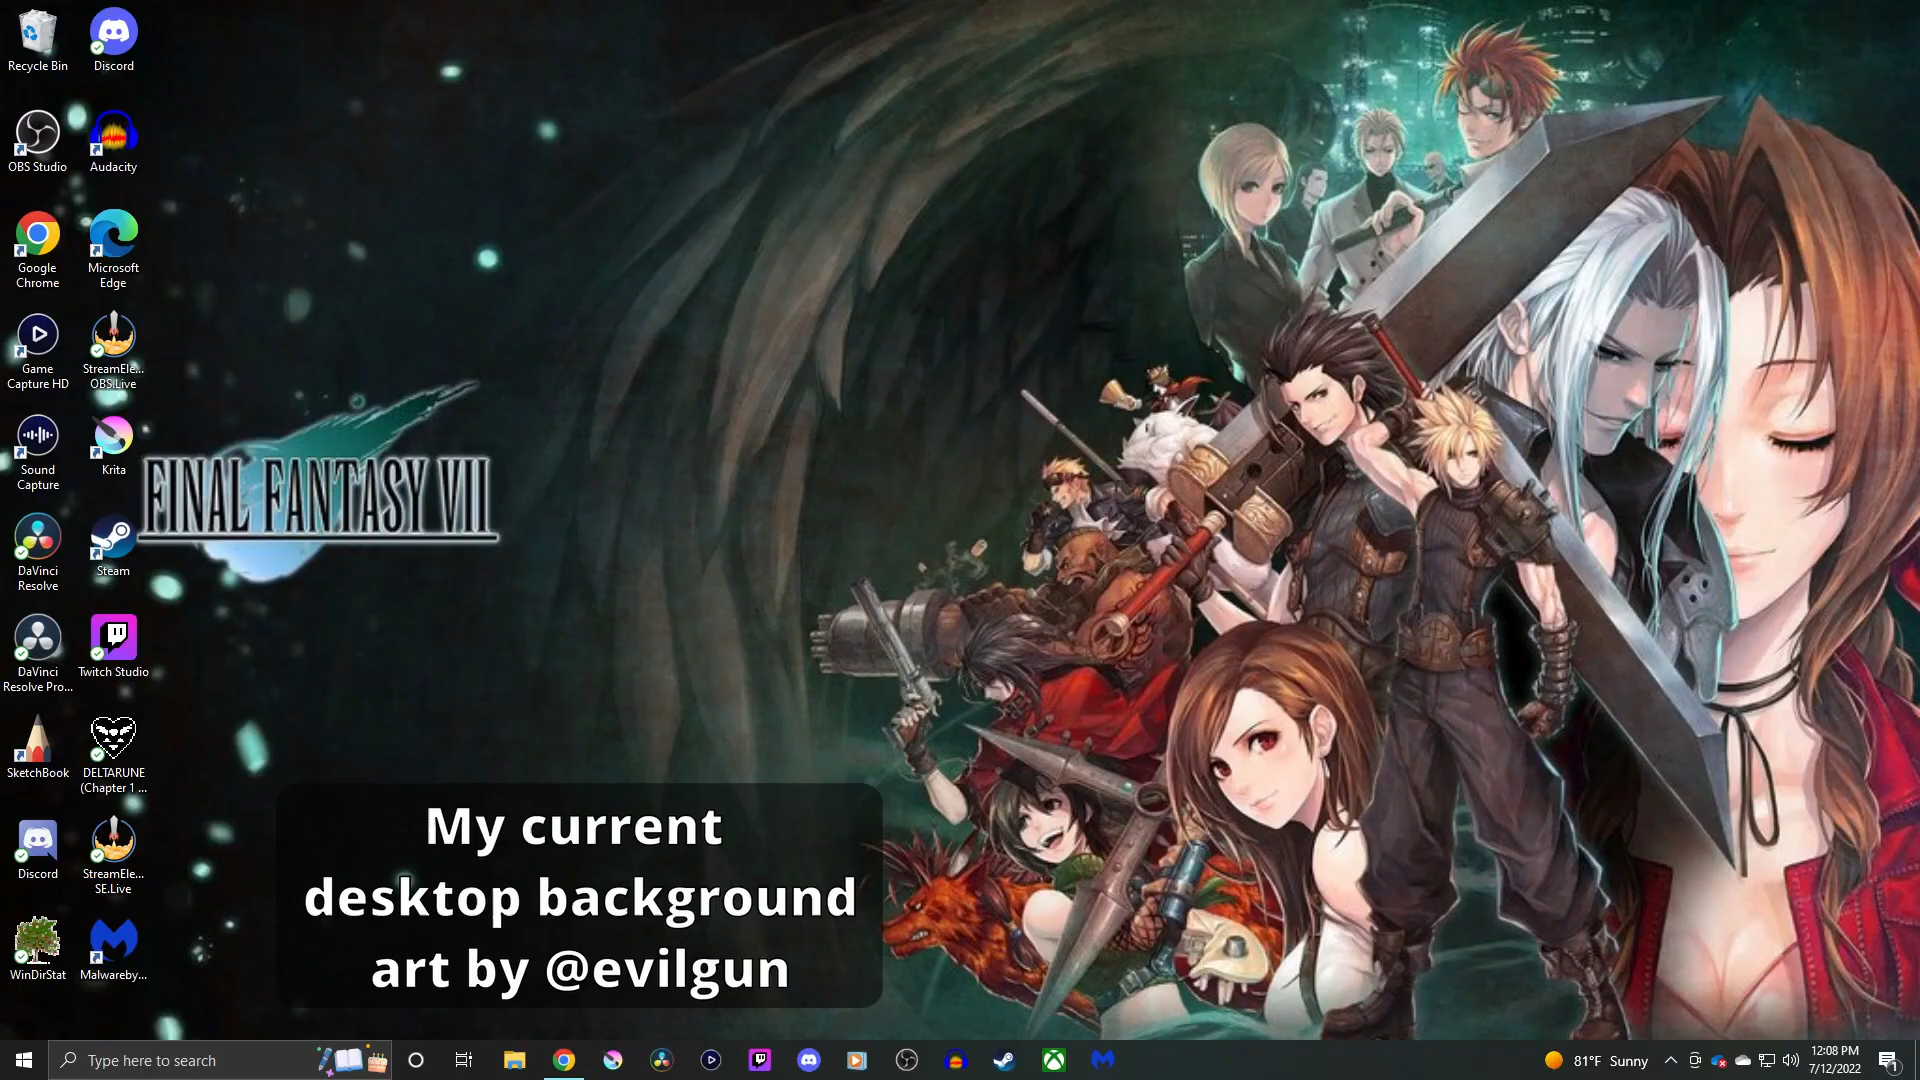 Recycle Bin
Discord
OBS Studio
Audacity
Google
Chrome
Microsoft
Edge
Game
Capture HD
StreamEle...
OBS.Live
Sound
Capture
Krita
DaVinci
Resolve
Steam
DaVinci
Resolve Pro...
Twitch Studio
SketchBook
DELTARUNE
(Chapter 1 ...
Discord
StreamEle...
SE.Live
WinDirStat
Malwareby...
FINAL FANTASY VII
My current
desktop background
art by @evilgun
Type here to search
81°F Sunny
12:08 PM
7/12/2022
1